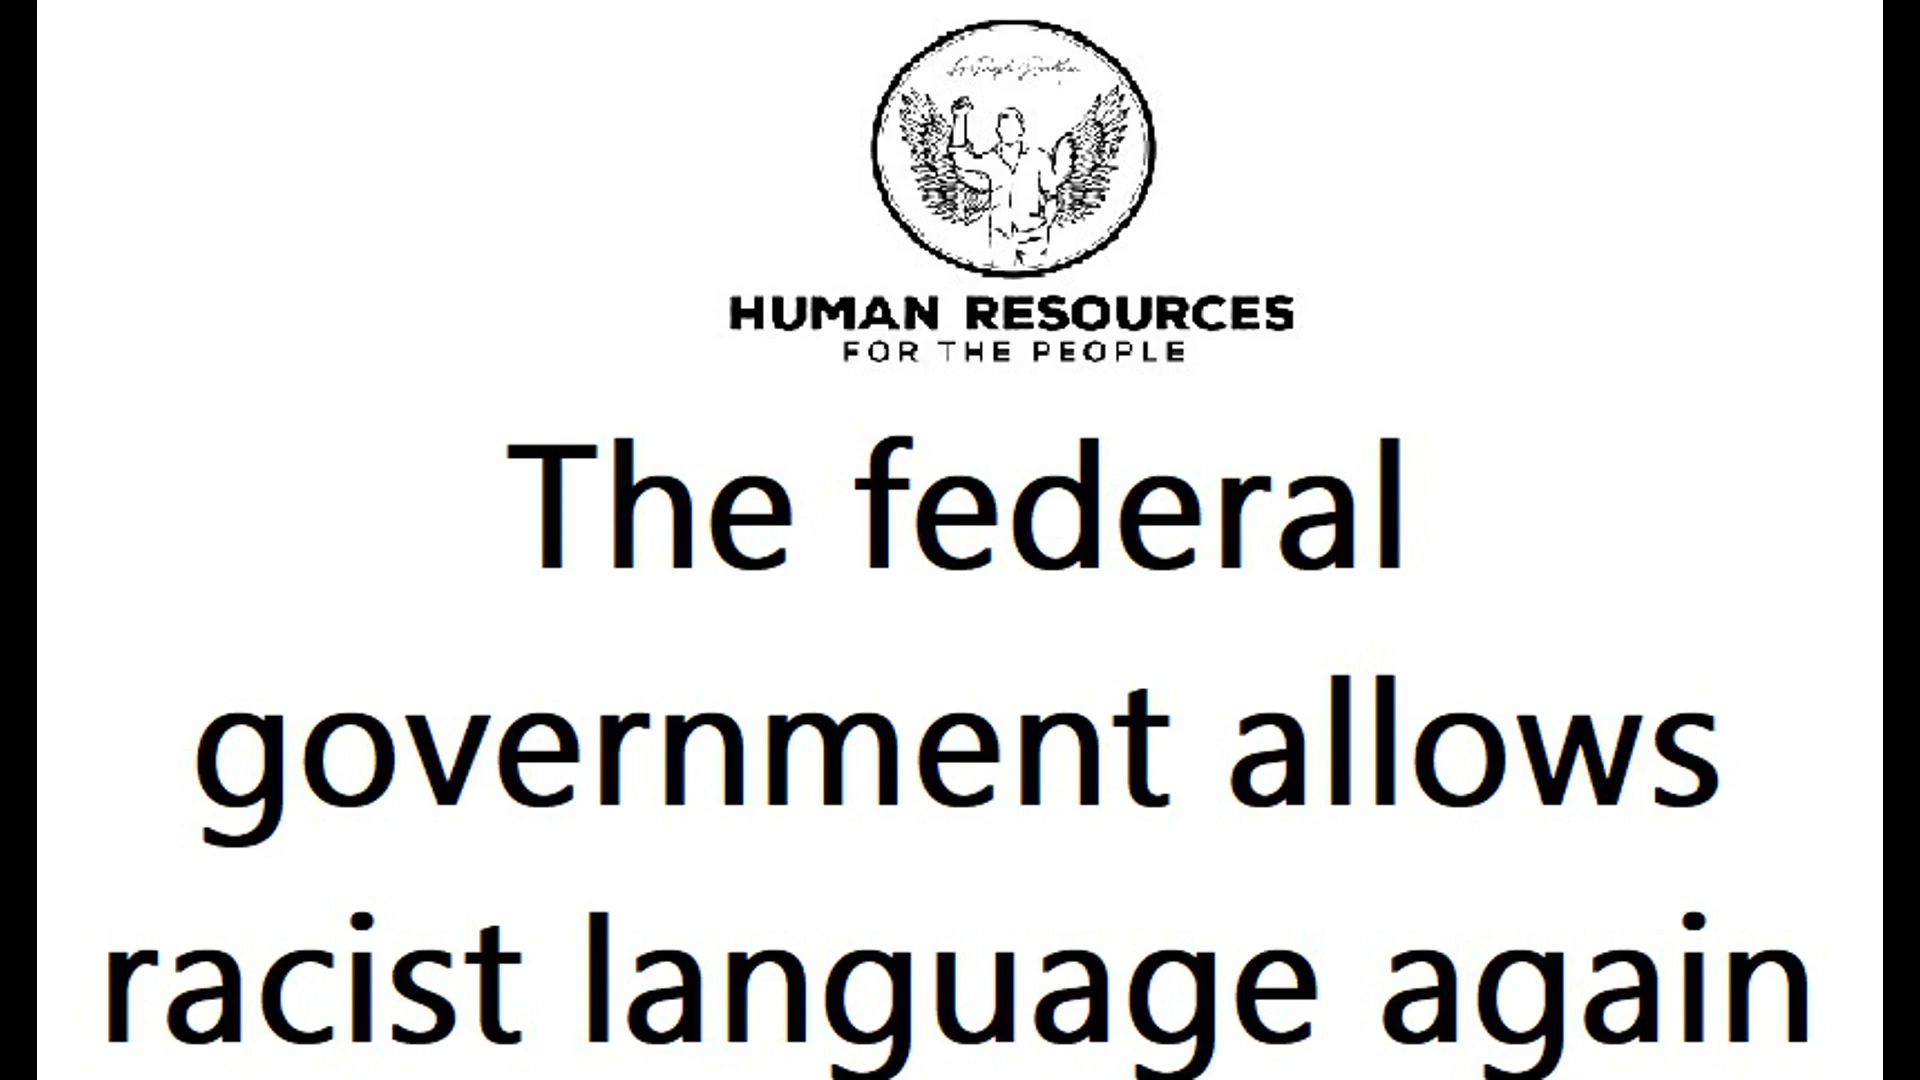 HUMAN RESOURCES
FOR THE PEOPLE
The federal
government allows
racist language again